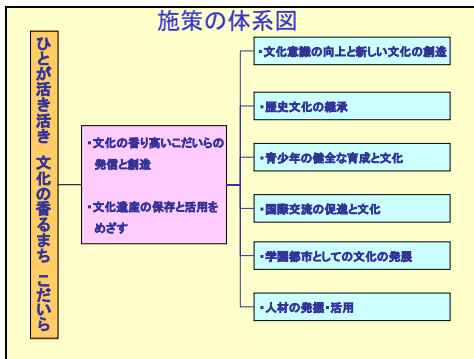 施策の体系図
ひとが活き活き 文化の香るまち こだいら
・文化の香り高いこだいらの
発信と創造
・文化遺産の保存と活用を
めざす
・文化意識の向上と新しい文化の創造
・歴史文化の継承
・青少年の健全な育成と文化
・国際交流の促進と文化
・学園都市としての文化の発展
・人材の発掘・活用